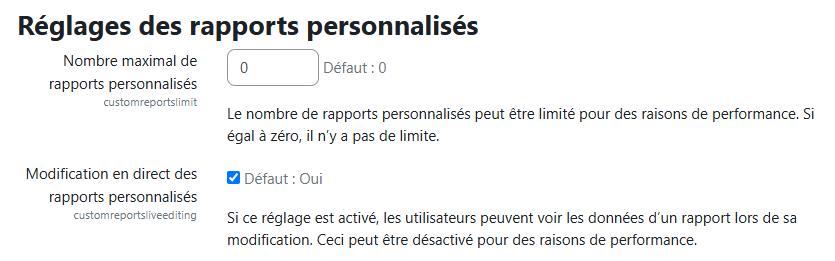 Réglages des rapports personnalisés
Nombre maximal de
rapports personnalisés
customreportslimit
0 Défaut : 0
Le nombre de rapports personnalisés peut être limité pour des raisons de performance. Si
égal à zéro, il n’y a pas de limite.
Modification en direct des
rapports personnalisés
customreportsliveediting
Défaut : Oui
Si ce réglage est activé, les utilisateurs peuvent voir les données d’un rapport lors de sa
modification. Ceci peut être désactivé pour des raisons de performance.